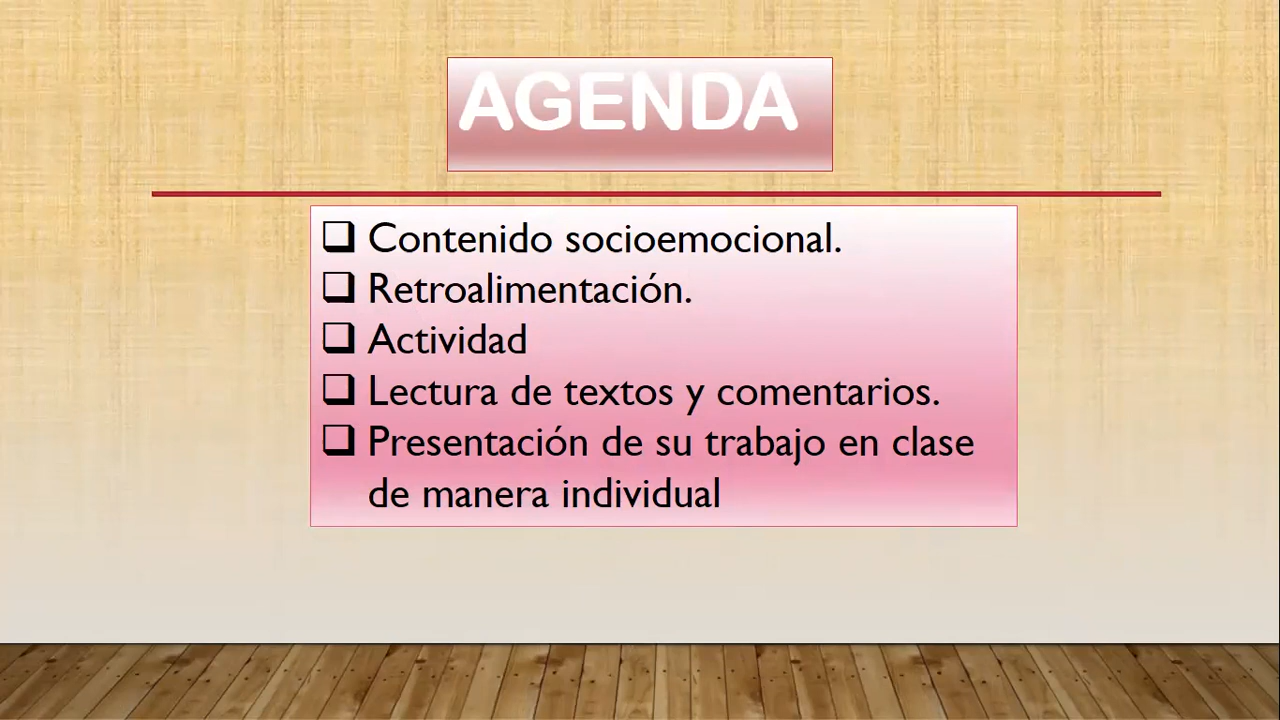 AGENDA
❑ Contenido socioemocional.
❑ Retroalimentación.
❑ Actividad
❑ Lectura de textos y comentarios.
❑ Presentación de su trabajo en clase
de manera individual